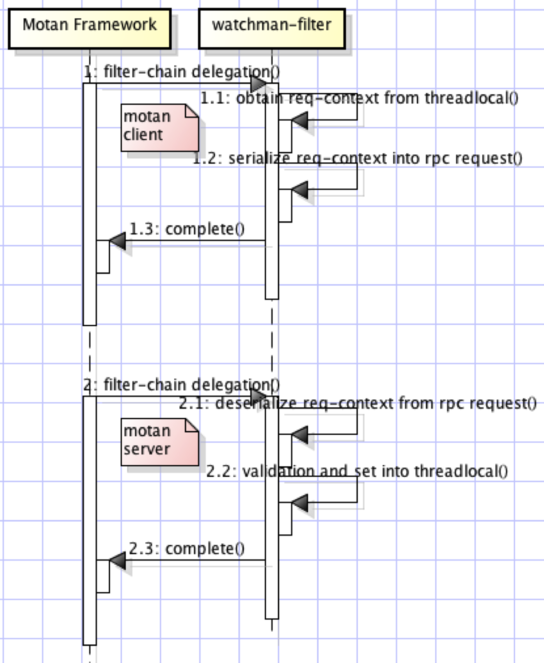 Motan Framework
watchman-filter
1: filter-chain delegation()
1.1: obtain req-context from threadlocal()
motan
client
1.2: serialize req-context into rpc request()
1.3: complete()
2: filter-chain delegation()
2.1: deserialize req-context from rpc request()
motan
server
2.2: validation and set into threadlocal()
2.3: complete()